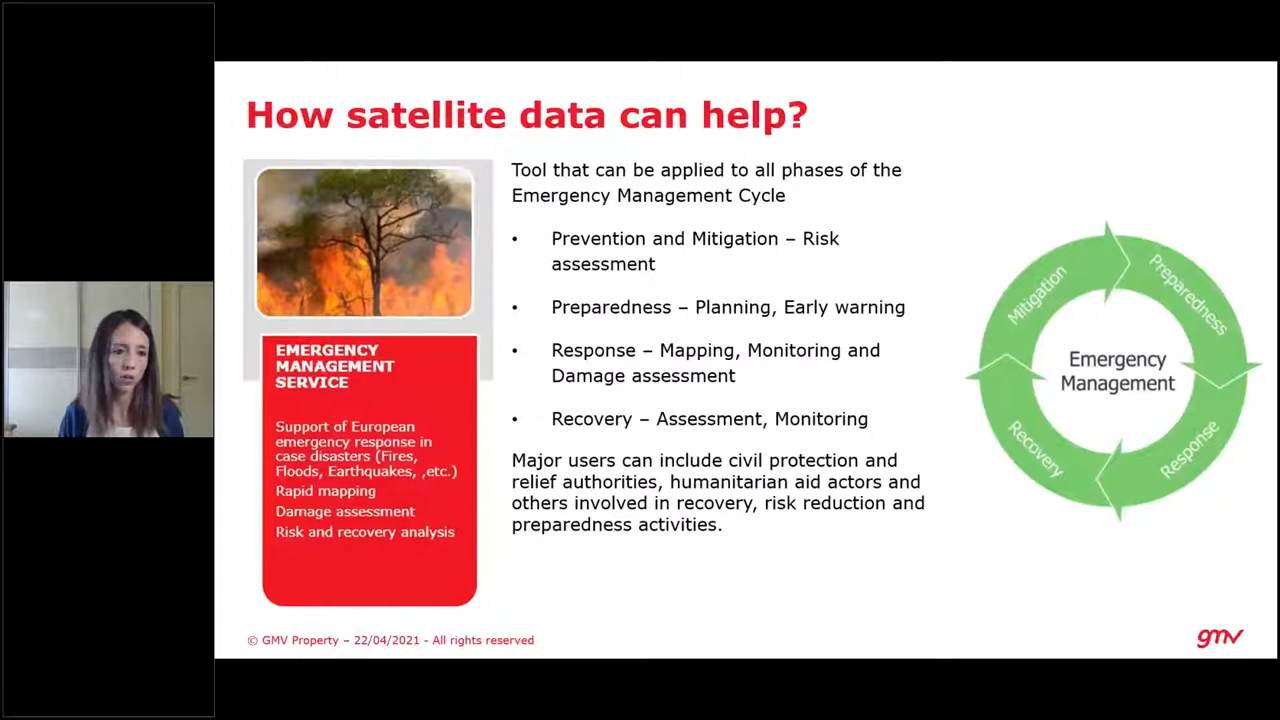 How satellite data can help?
EMERGENCY
MANAGEMENT
SERVICE
Support of European
emergency response in
case disasters (Fires,
Floods, Earthquakes, ,etc.)
Rapid mapping
Damage assessment
Risk and recovery analysis
Tool that can be applied to all phases of the
Emergency Management Cycle
• Prevention and Mitigation – Risk
assessment
• Preparedness – Planning, Early warning
• Response – Mapping, Monitoring and
Damage assessment
• Recovery – Assessment, Monitoring
Major users can include civil protection and
relief authorities, humanitarian aid actors and
others involved in recovery, risk reduction and
preparedness activities.
Mitigation
Preparedness
Emergency
Management
Recovery
Response
© GMV Property – 22/04/2021 - All rights reserved
gmv